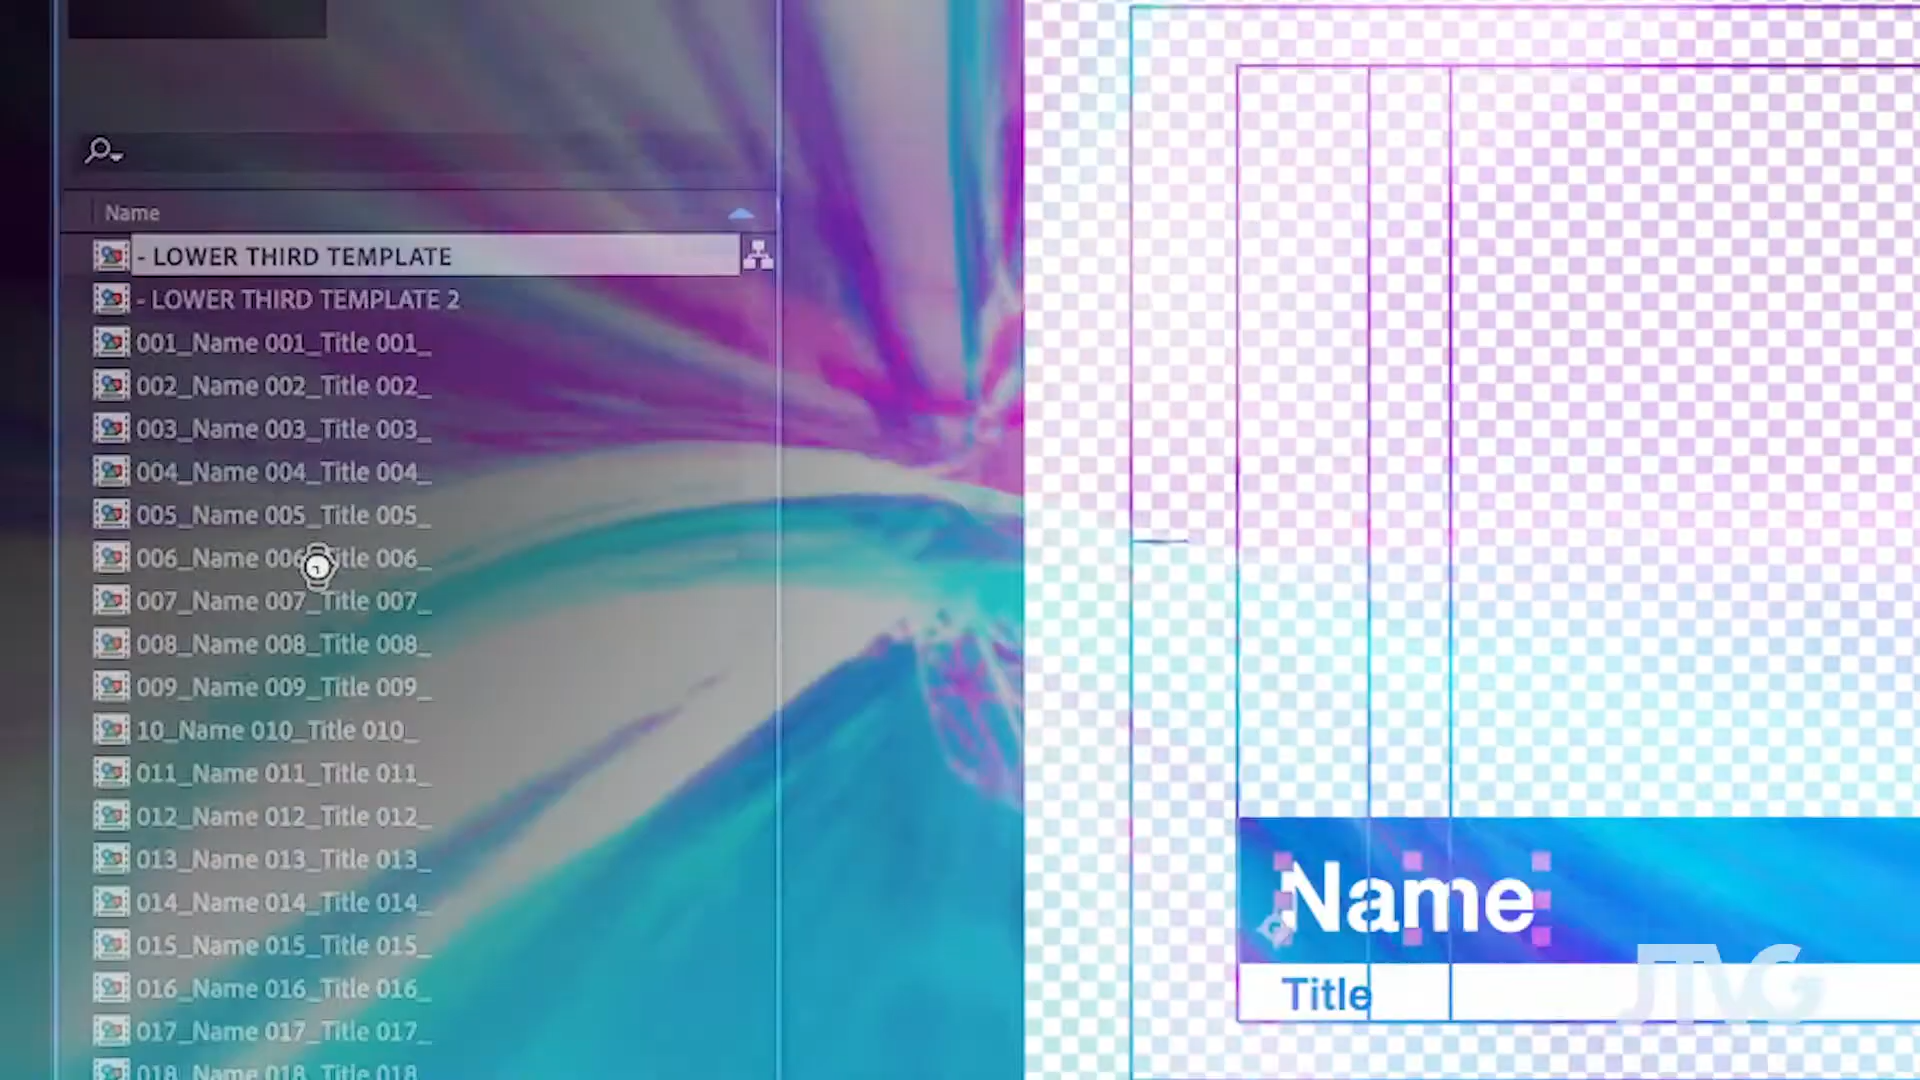 Name
- LOWER THIRD TEMPLATE
- LOWER THIRD TEMPLATE 2
001_Name 001_Title 001_
002_Name 002_Title 002_
003_Name 003_Title 003_
004_Name 004_Title 004_
005_Name 005_Title 005_
006_Name 006_Title 006_
007_Name 007_Title 007_
008_Name 008_Title 008_
009_Name 009_Title 009_
10_Name 010_Title 010_
011_Name 011_Title 011_
012_Name 012_Title 012_
013_Name 013_Title 013_
014_Name 014_Title 014_
015_Name 015_Title 015_
016_Name 016_Title 016_
017_Name 017_Title 017_
018_Name 018_Title 018_
Name
Title
JTVG